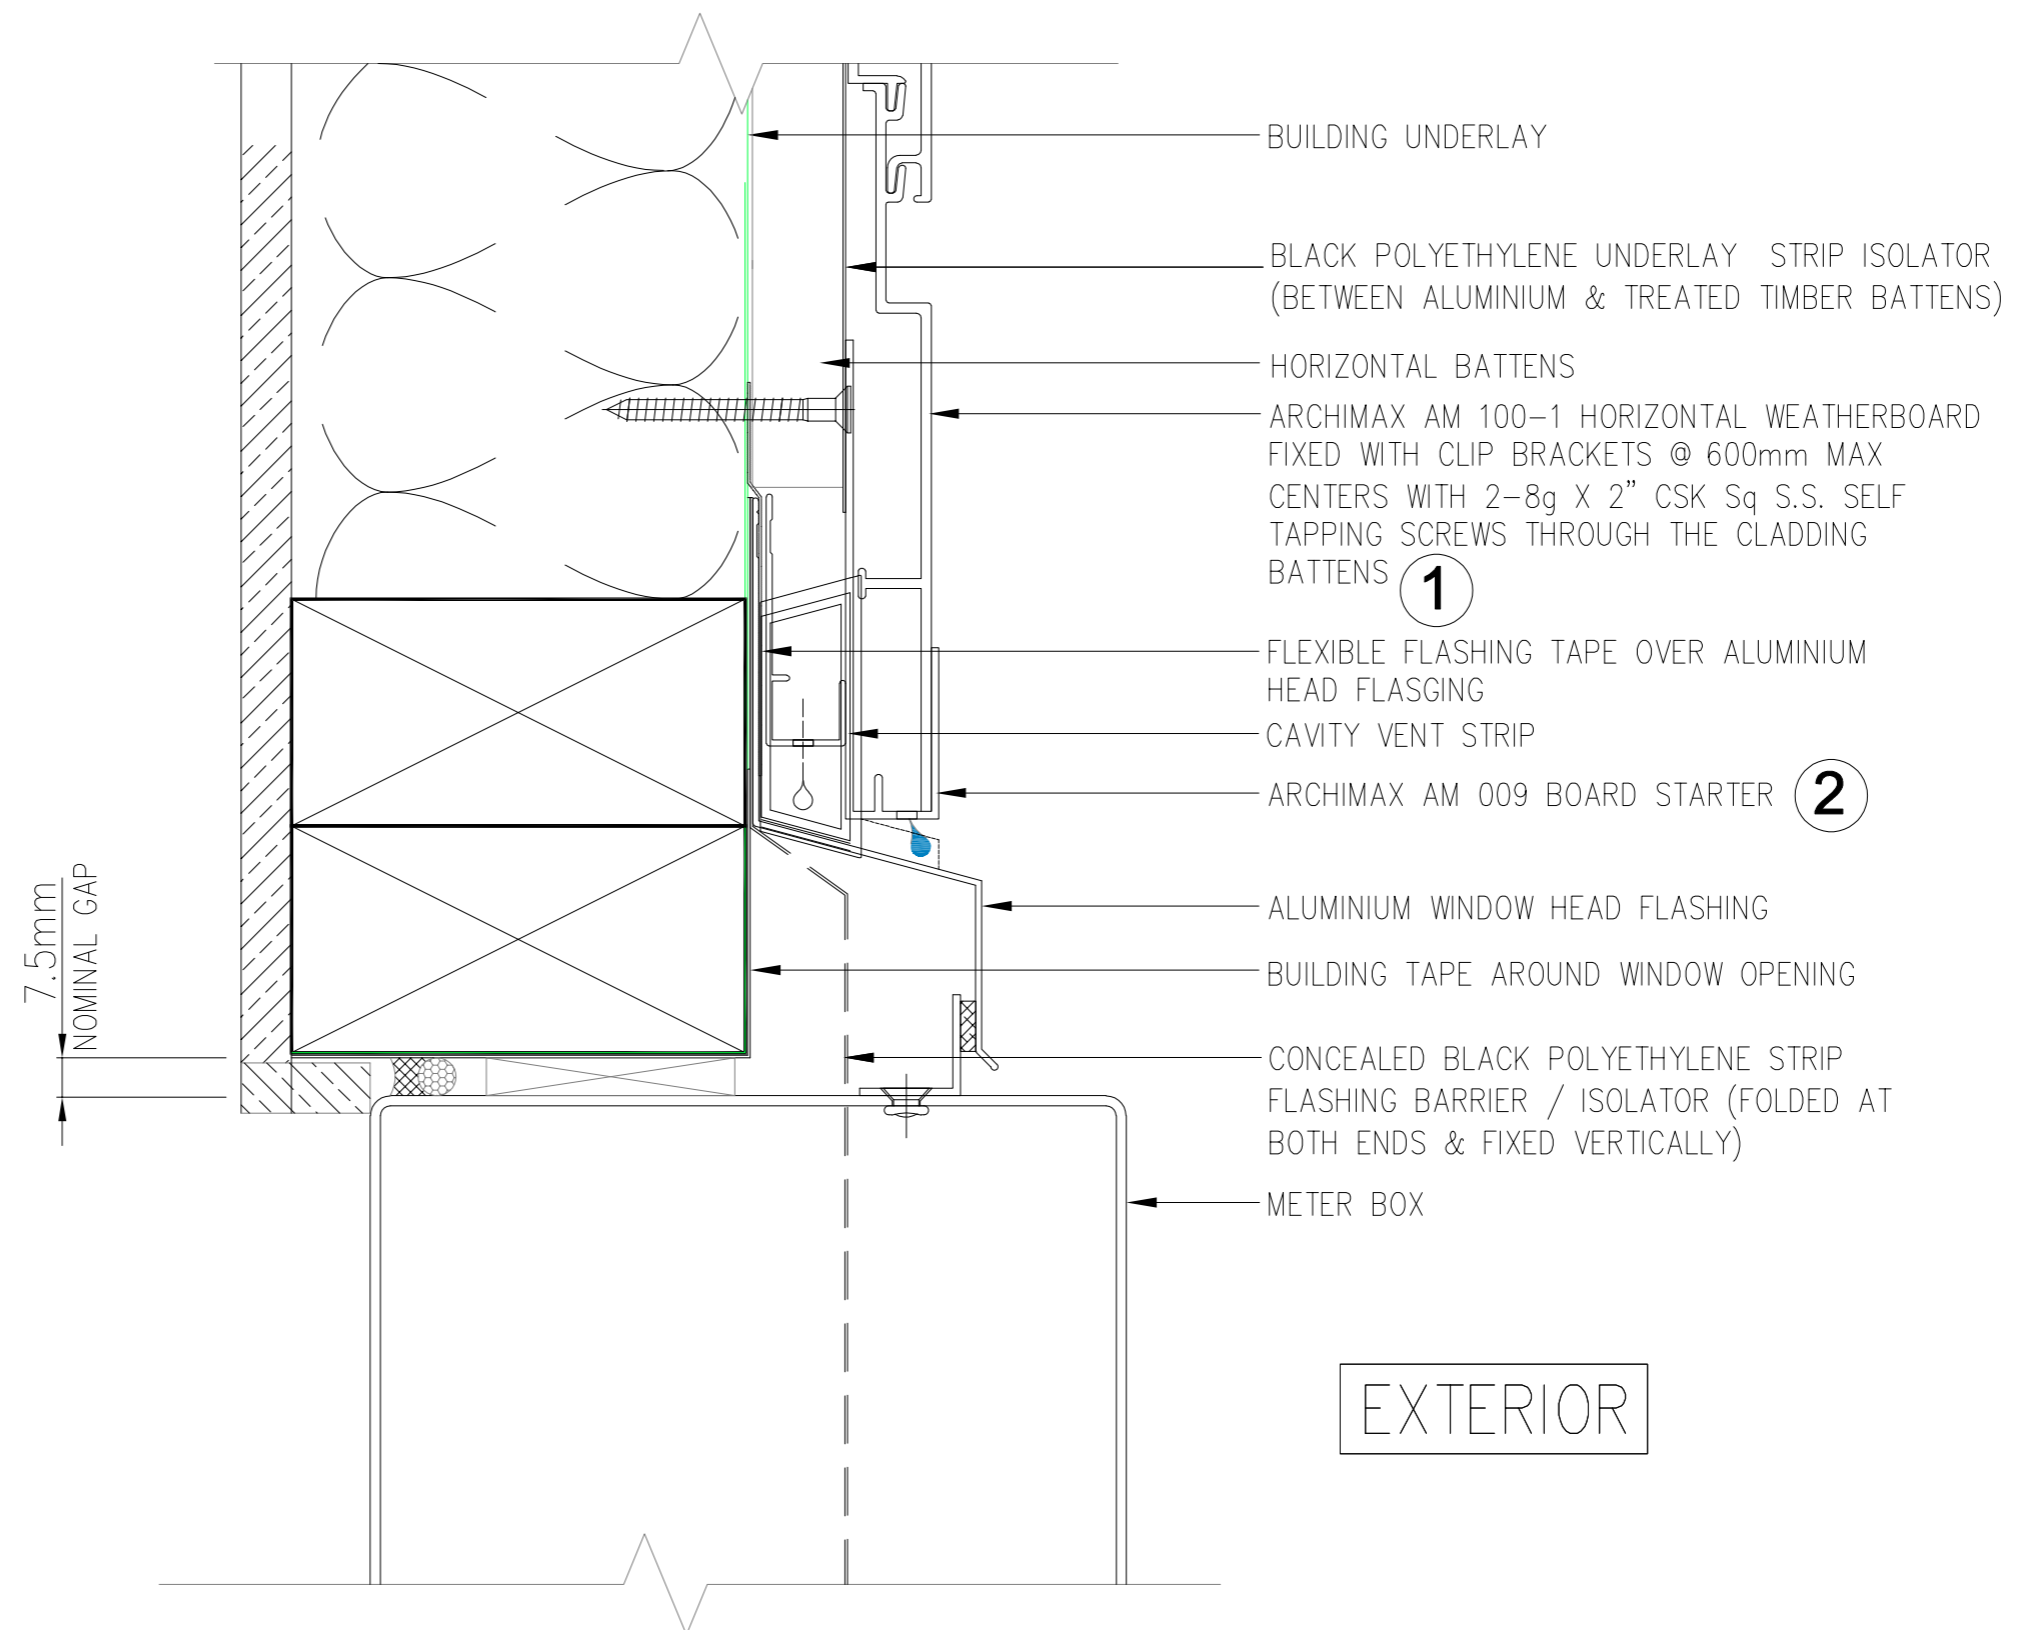 BUILDING UNDERLAY
BLACK POLYETHYLENE UNDERLAY STRIP ISOLATOR
(BETWEEN ALUMINIUM & TREATED TIMBER BATTENS)
HORIZONTAL BATTENS
ARCHIMAX AM 100-1 HORIZONTAL WEATHERBOARD
FIXED WITH CLIP BRACKETS @ 600mm MAX
CENTERS WITH 2-8g X 2" CSK Sq S.S. SELF
TAPPING SCREWS THROUGH THE CLADDING
BATTENS 1
FLEXIBLE FLASHING TAPE OVER ALUMINIUM
HEAD FLASGING
CAVITY VENT STRIP
ARCHIMAX AM 009 BOARD STARTER 2
ALUMINIUM WINDOW HEAD FLASHING
BUILDING TAPE AROUND WINDOW OPENING
7.5mm
NOMINAL GAP
CONCEALED BLACK POLYETHYLENE STRIP
FLASHING BARRIER / ISOLATOR (FOLDED AT
BOTH ENDS & FIXED VERTICALLY)
METER BOX
EXTERIOR